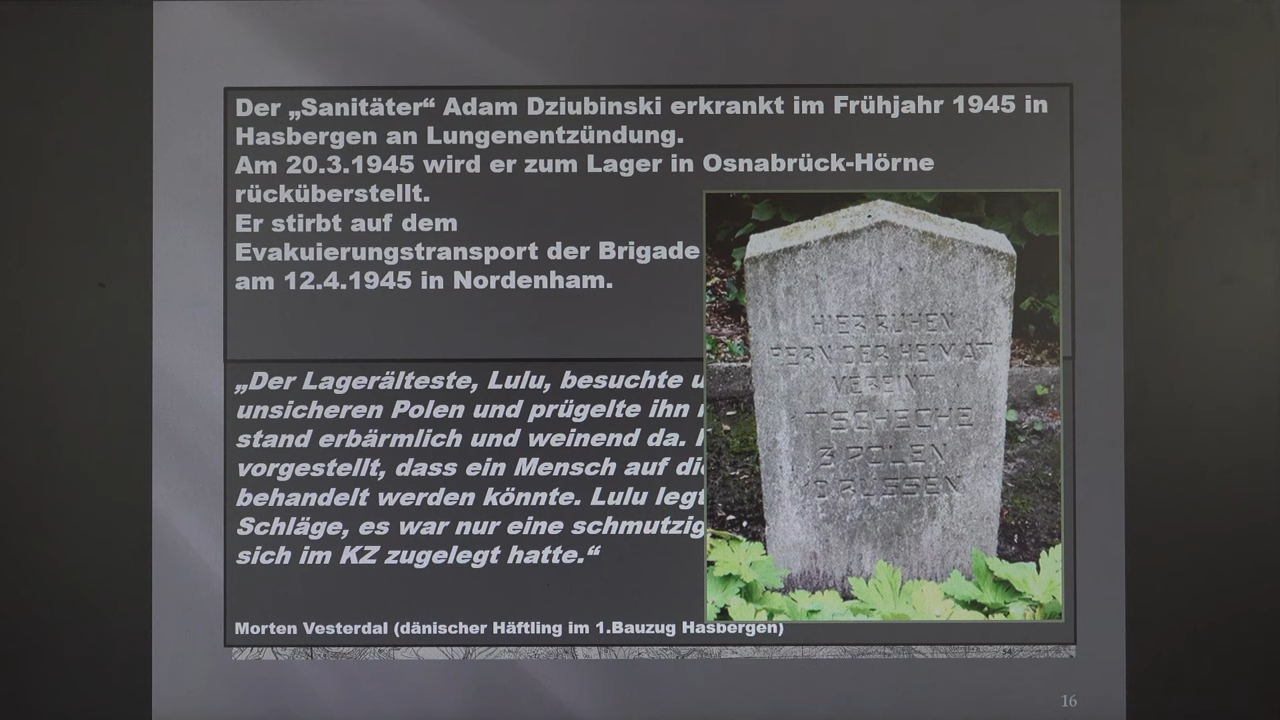 Der „Sanitäter“ Adam Dziubinski erkrankt im Frühjahr 1945 in
Hasbergen an Lungenentzündung.
Am 20.3.1945 wird er zum Lager in Osnabrück-Hörne
rücküberstellt.
Er stirbt auf dem
Evakuierungstransport der Brigade
am 12.4.1945 in Nordenham.
„Der Lagerälteste, Lulu, besuchte
unsicheren Polen und prügelte ihn
stand erbärmlich und weinend da.
vorgestellt, dass ein Mensch auf
behandelt werden könnte. Lulu
Schläge, es war nur eine
sich im KZ zugelegt hatte.“
Morten Vesterdal (dänischer Häftling im 1.Bauzug Hasbergen)
HIER RUHEN
FERN DER HEIMAT
VEREINT
TSCHECHE
3 POLEN
RUSSEN
16